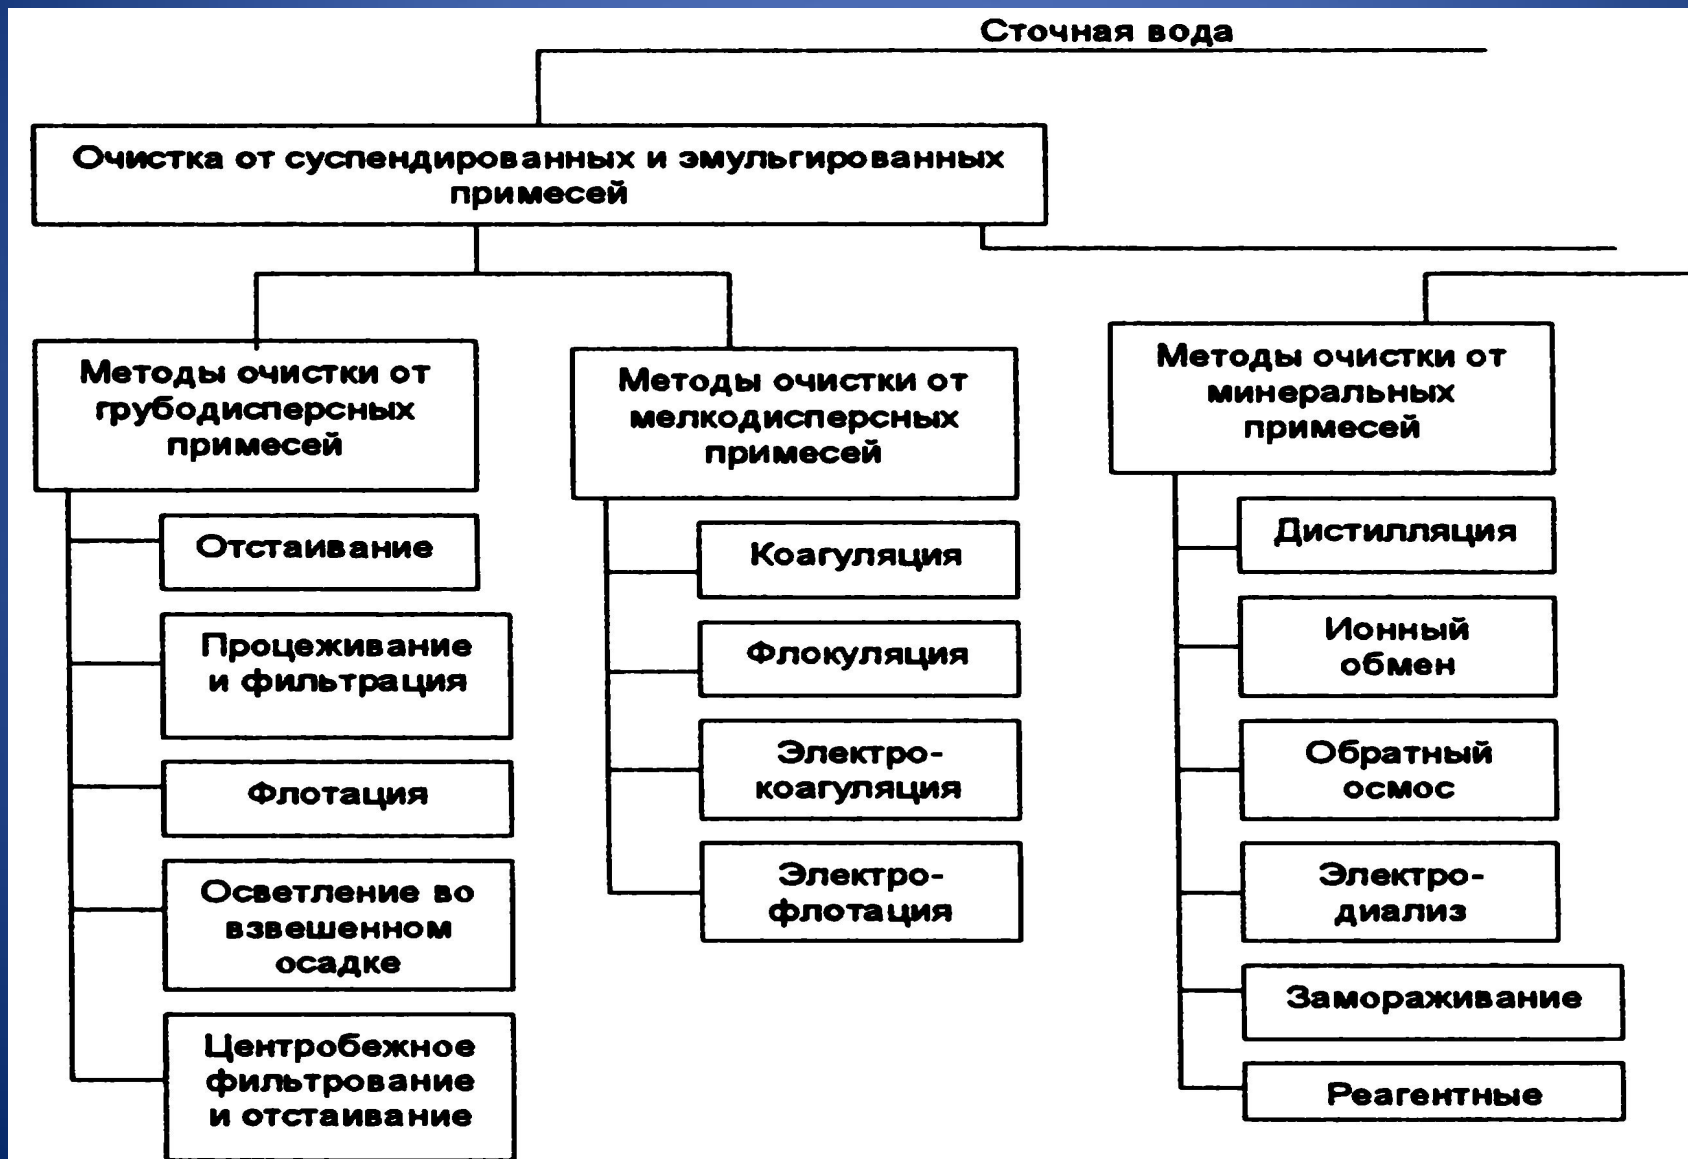 Сточная вода
Очистка от суспендированных и эмульгированных
примесей
Методы очистки от
грубодисперсных
примесей
Отстаивание
Процеживание
и фильтрация
Флотация
Осветление во
взвешенном
осадке
Центробежное
фильтрование
и отстаивание
Методы очистки от
мелкодисперсных
примесей
Коагуляция
Флокуляция
Электро-
коагуляция
Электро-
флотация
Методы очистки от
минеральных
примесей
Дистилляция
Ионный
обмен
Обратный
осмос
Электро-
диализ
Замораживание
Реагентные